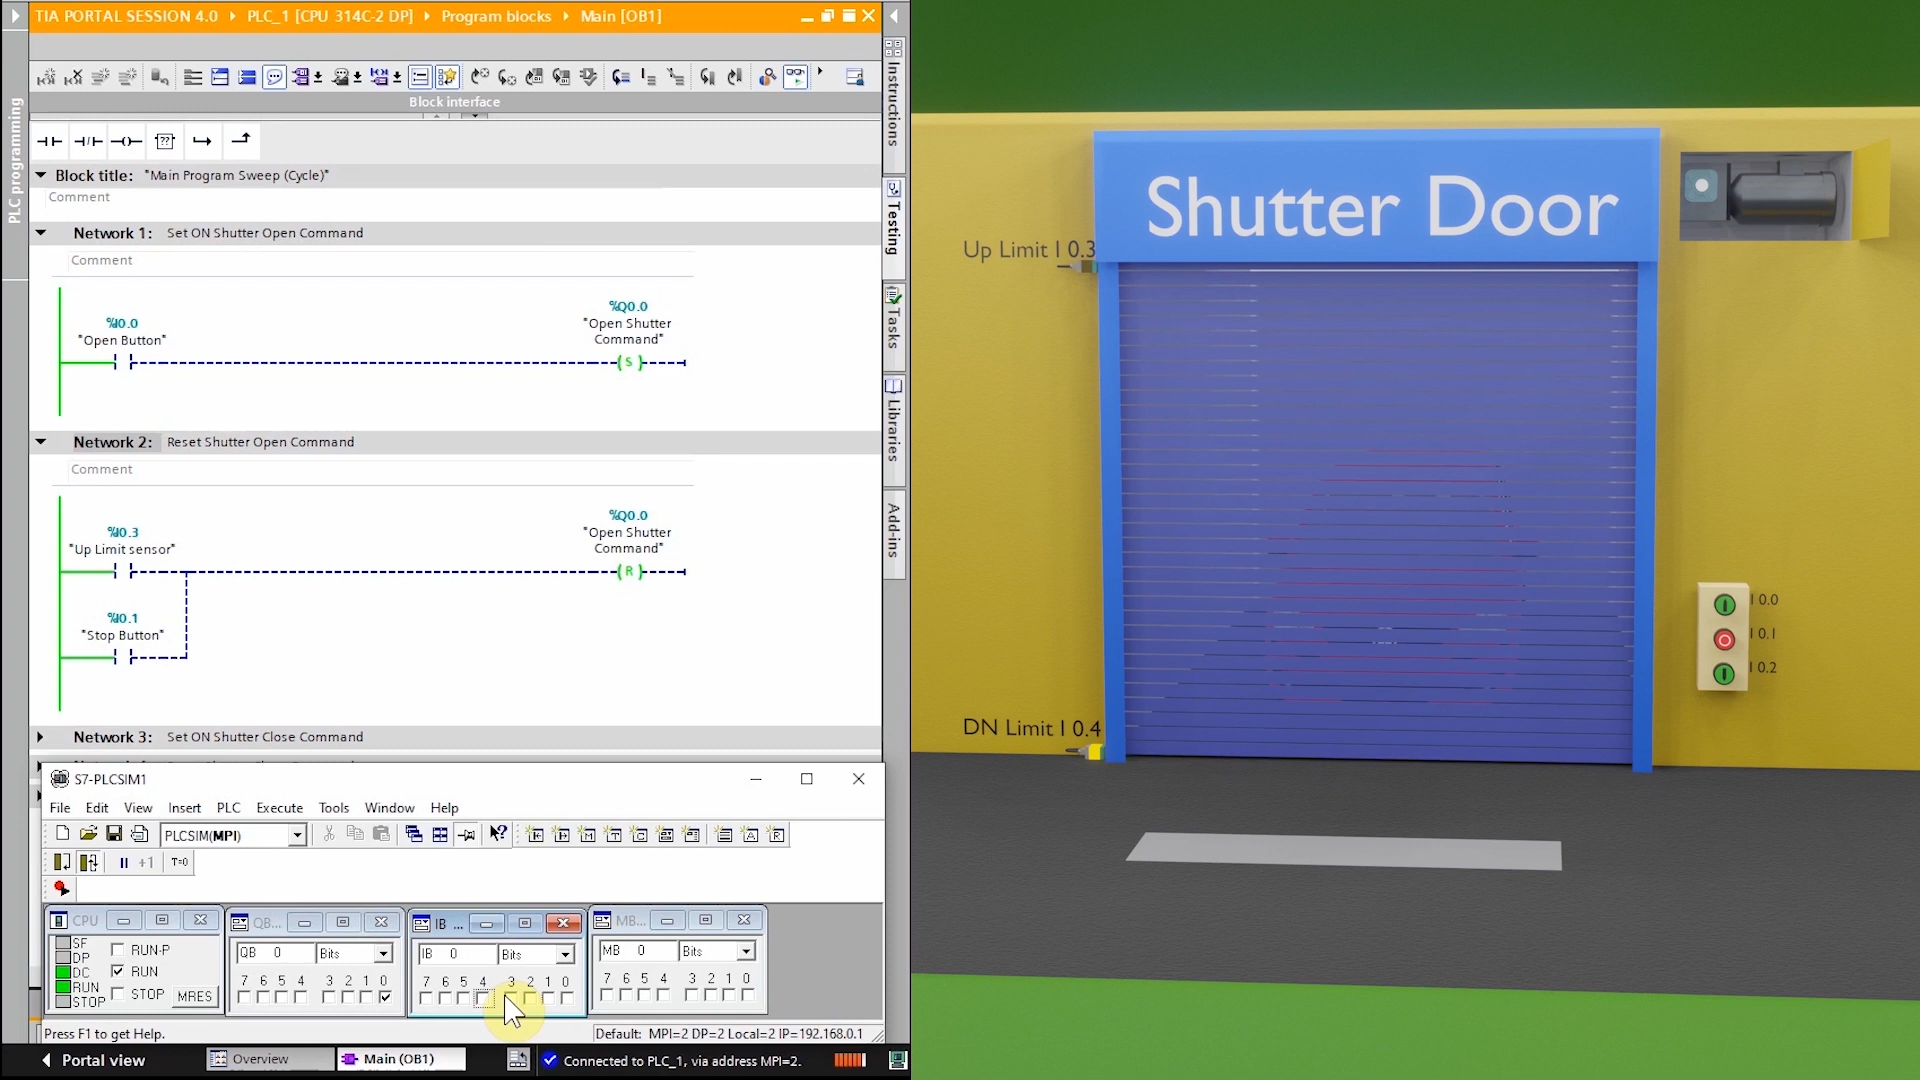 TIA PORTAL SESSION 4.0 PLC_1 [CPU 314C-2 DP] Program blocks Main [OB1]
PLC programming
Block interface
Instructions
Testing
Tasks
Libraries
Add-ins
??
Block title: "Main Program Sweep (Cycle)"
Comment
Network 1: Set ON Shutter Open Command
Comment
%I0.0
"Open Button"
%Q0.0
"Open Shutter
Command"
S
Network 2: Reset Shutter Open Command
Comment
%I0.3
"Up Limit sensor"
%Q0.0
"Open Shutter
Command"
R
%I0.1
"Stop Button"
Network 3: Set ON Shutter Close Command
S7-PLCSIM1
File Edit View Insert PLC Execute Tools Window Help
PLCSIM(MPI)
+1 T=0
CPU
SF
DP
DC
RUN
STOP
RUN-P
RUN
STOP MRES
QB...
QB 0 Bits
7 6 5 4 3 2 1 0
IB ...
IB 0 Bits
7 6 5 4 3 2 1 0
MB...
MB 0 Bits
7 6 5 4 3 2 1 0
Press F1 to get Help.
Default: MPI=2 DP=2 Local=2 IP=192.168.0.1
Portal view Overview Main (OB1) Connected to PLC_1, via address MPI=2.
Shutter Door
Up Limit I 0.3
DN Limit I 0.4
I 0.0
I 0.1
I 0.2